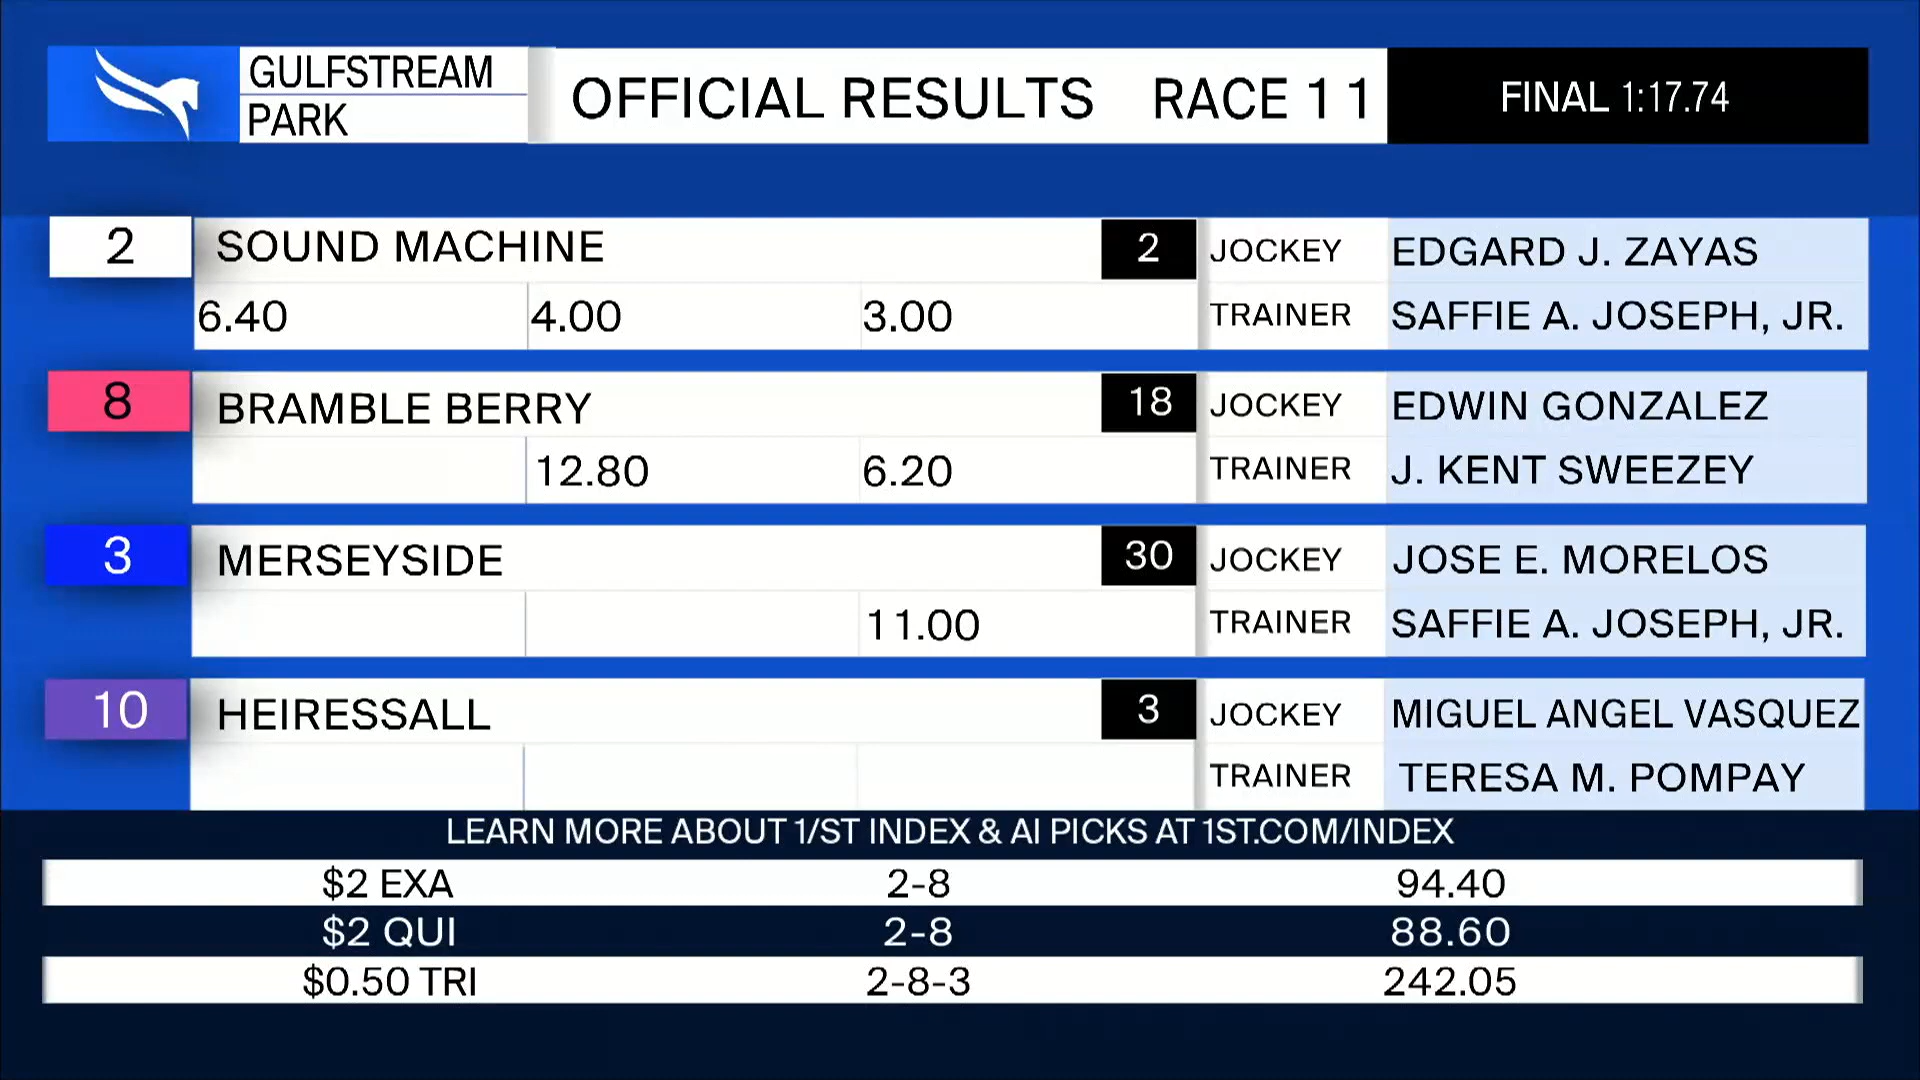 GULFSTREAM
PARK
OFFICIAL RESULTS RACE 11
FINAL 1:17.74
2 SOUND MACHINE 2 JOCKEY EDGARD J. ZAYAS
6.40 4.00 3.00 TRAINER SAFFIE A. JOSEPH, JR.
8 BRAMBLE BERRY 18 JOCKEY EDWIN GONZALEZ
12.80 6.20 TRAINER J. KENT SWEEZEY
3 MERSEYSIDE 30 JOCKEY JOSE E. MORELOS
11.00 TRAINER SAFFIE A. JOSEPH, JR.
10 HEIRESSALL 3 JOCKEY MIGUEL ANGEL VASQUEZ
TRAINER TERESA M. POMPAY
LEARN MORE ABOUT 1/ST INDEX & AI PICKS AT 1ST.COM/INDEX
$2 EXA 2-8 94.40
$2 QUI 2-8 88.60
$0.50 TRI 2-8-3 242.05